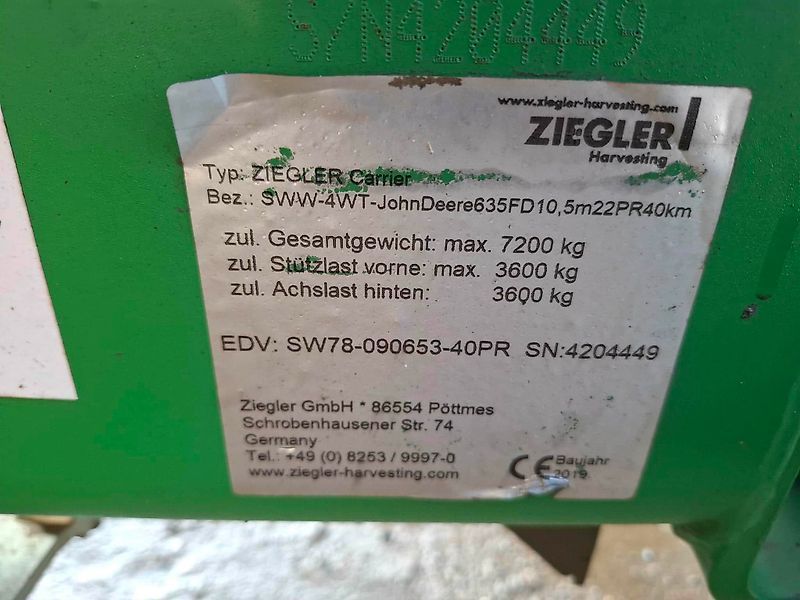 S/N4204449
www.ziegler-harvesting.com
ZIEGLER
Harvesting
Typ: ZIEGLER Carrier
Bez.: SWW-4WT-JohnDeere635FD10,5m22PR40km
zul. Gesamtgewicht: max. 7200 kg
zul. Stützlast vorne: max. 3600 kg
zul. Achslast hinten: 3600 kg
EDV: SW78-090653-40PR SN:4204449
Ziegler GmbH * 86554 Pöttmes
Schrobenhausener Str. 74
Germany
Tel.: +49 (0) 8253 / 9997-0
www.ziegler-harvesting.com
CE Baujahr
2019